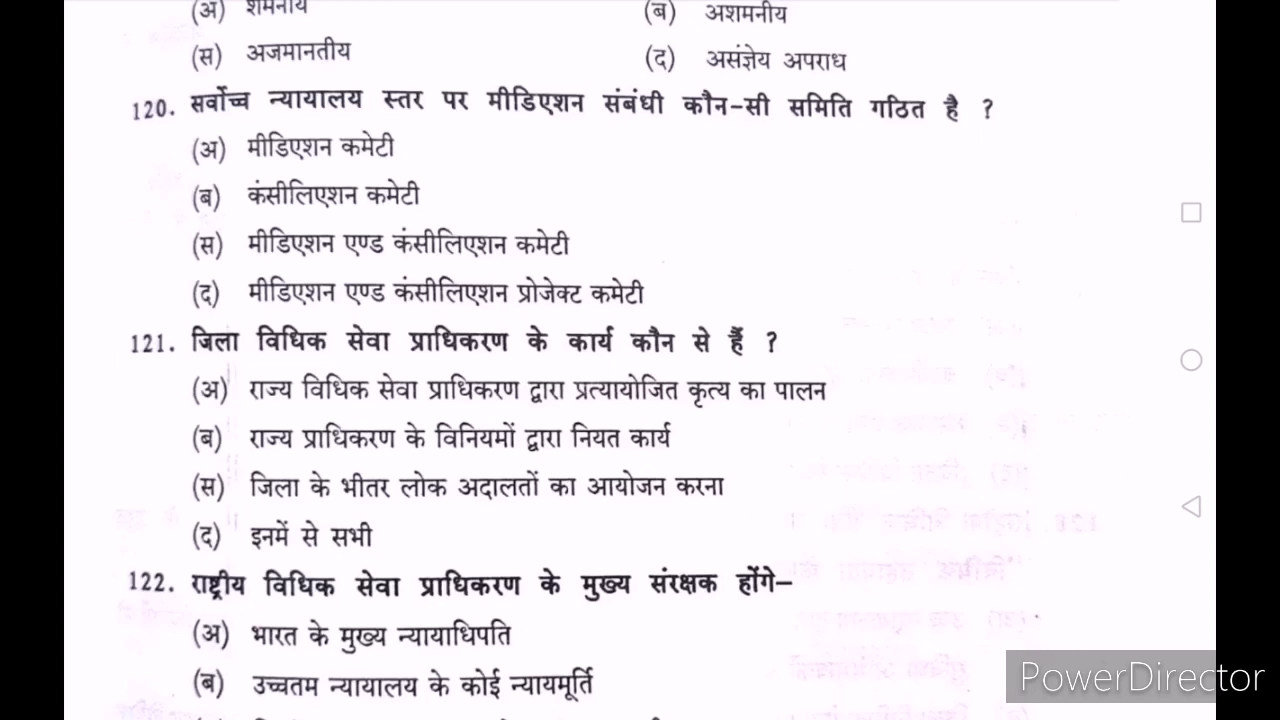 (अ) शमनीय (ब) अशमनीय
(स) अजमानतीय (द) असंज्ञेय अपराध
120. सर्वोच्च न्यायालय स्तर पर मीडिएशन संबंधी कौन-सी समिति गठित है ?
(अ) मीडिएशन कमेटी
(ब) कंसीलिएशन कमेटी
(स) मीडिएशन एण्ड कंसीलिएशन कमेटी
(द) मीडिएशन एण्ड कंसीलिएशन प्रोजेक्ट कमेटी
121. जिला विधिक सेवा प्राधिकरण के कार्य कौन से हैं ?
(अ) राज्य विधिक सेवा प्राधिकरण द्वारा प्रत्यायोजित कृत्य का पालन
(ब) राज्य प्राधिकरण के विनियमों द्वारा नियत कार्य
(स) जिला के भीतर लोक अदालतों का आयोजन करना
(द) इनमें से सभी
122. राष्ट्रीय विधिक सेवा प्राधिकरण के मुख्य संरक्षक होंगे–
(अ) भारत के मुख्य न्यायाधिपति
(ब) उच्चतम न्यायालय के कोई न्यायमूर्ति
PowerDirector